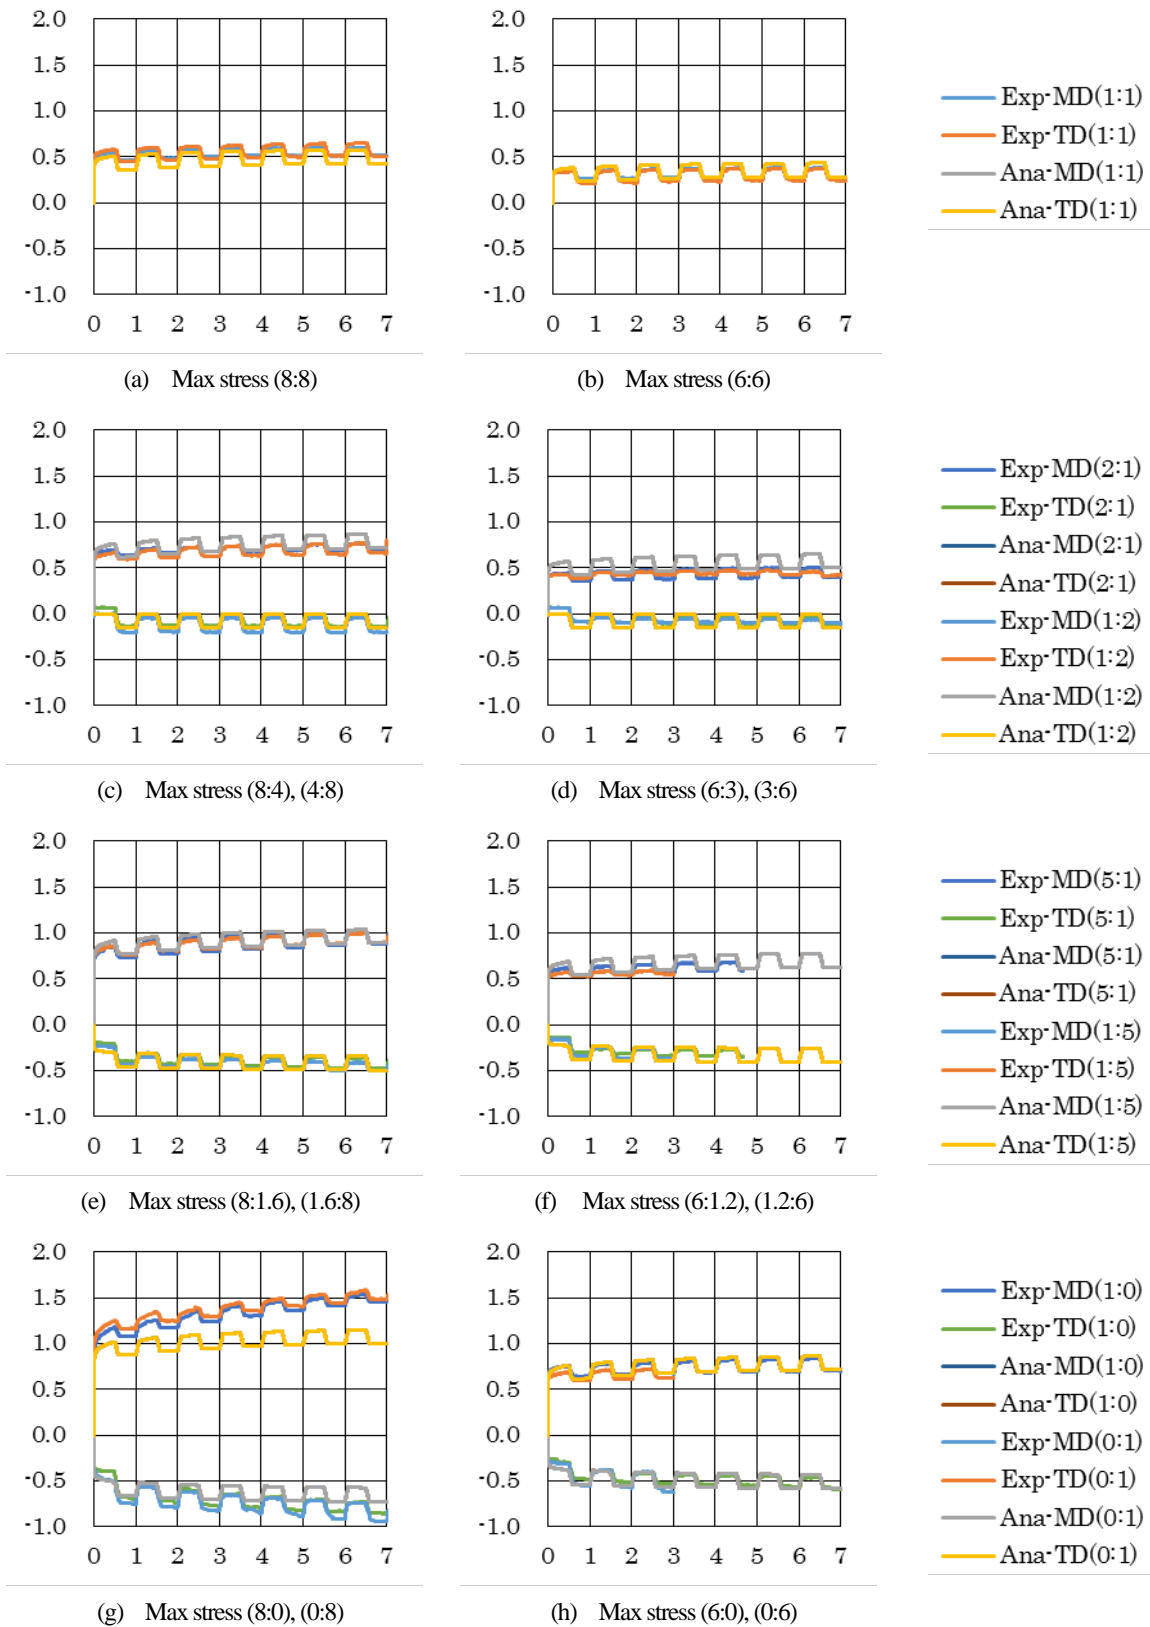 2.0
1.5
1.0
0.5
0.0
-0.5
-1.0
0 1 2 3 4 5 6 7
(a) Max stress (8:8)
2.0
1.5
1.0
0.5
0.0
-0.5
-1.0
0 1 2 3 4 5 6 7
(b) Max stress (6:6)
Exp-MD(1:1)
Exp-TD(1:1)
Ana-MD(1:1)
Ana-TD(1:1)
2.0
1.5
1.0
0.5
0.0
-0.5
-1.0
0 1 2 3 4 5 6 7
(c) Max stress (8:4), (4:8)
2.0
1.5
1.0
0.5
0.0
-0.5
-1.0
0 1 2 3 4 5 6 7
(d) Max stress (6:3), (3:6)
Exp-MD(2:1)
Exp-TD(2:1)
Ana-MD(2:1)
Ana-TD(2:1)
Exp-MD(1:2)
Exp-TD(1:2)
Ana-MD(1:2)
Ana-TD(1:2)
2.0
1.5
1.0
0.5
0.0
-0.5
-1.0
0 1 2 3 4 5 6 7
(e) Max stress (8:1.6), (1.6:8)
2.0
1.5
1.0
0.5
0.0
-0.5
-1.0
0 1 2 3 4 5 6 7
(f) Max stress (6:1.2), (1.2:6)
Exp-MD(5:1)
Exp-TD(5:1)
Ana-MD(5:1)
Ana-TD(5:1)
Exp-MD(1:5)
Exp-TD(1:5)
Ana-MD(1:5)
Ana-TD(1:5)
2.0
1.5
1.0
0.5
0.0
-0.5
-1.0
0 1 2 3 4 5 6 7
(g) Max stress (8:0), (0:8)
2.0
1.5
1.0
0.5
0.0
-0.5
-1.0
0 1 2 3 4 5 6 7
(h) Max stress (6:0), (0:6)
Exp-MD(1:0)
Exp-TD(1:0)
Ana-MD(1:0)
Ana-TD(1:0)
Exp-MD(0:1)
Exp-TD(0:1)
Ana-MD(0:1)
Ana-TD(0:1)